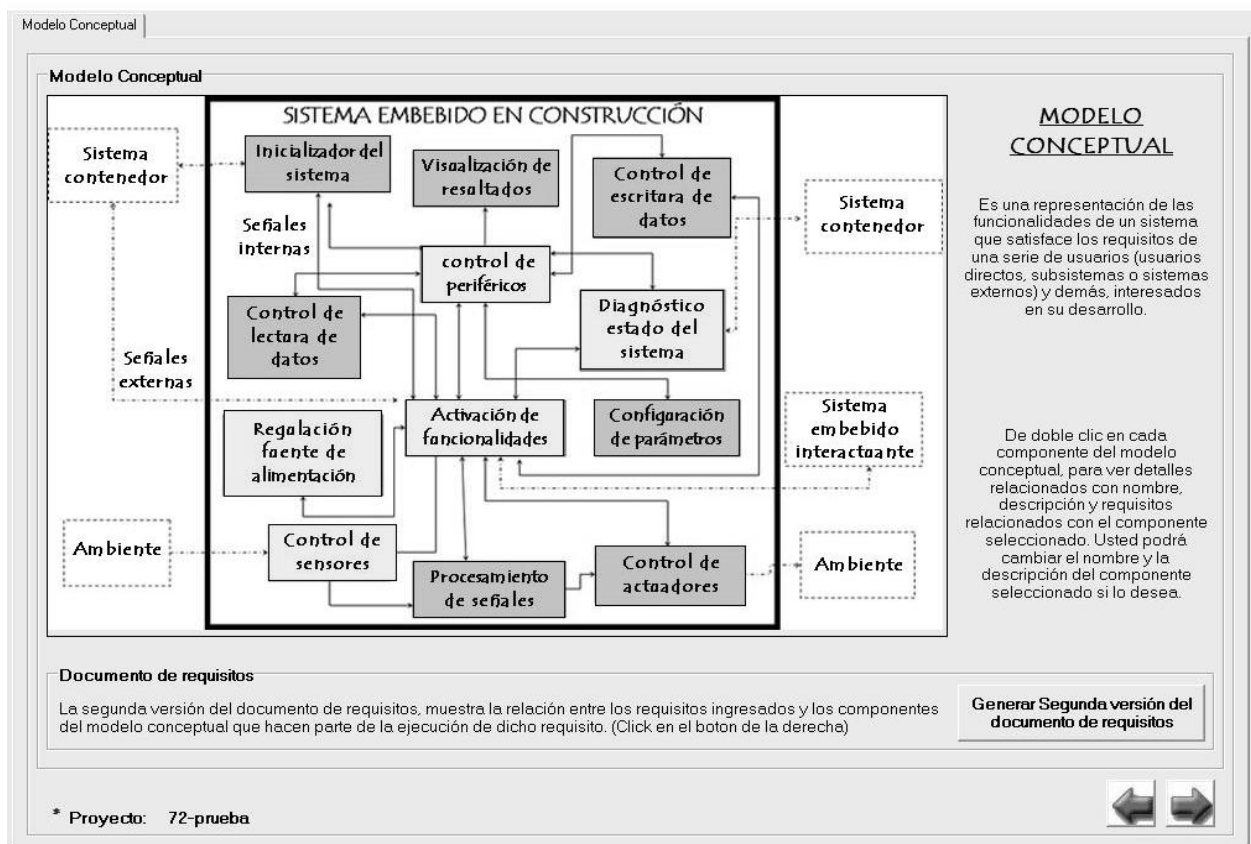 Modelo Conceptual
Modelo Conceptual
SISTEMA EMBEBIDO EN CONSTRUCCIÓN
Sistema
contenedor
Inicializador del
sistema
Visualización de
resultados
Control de
escritura de
datos
Sistema
contenedor
Señales
internas
control de
periféricos
Control de
lectura de
datos
Diagnóstico
estado del
sistema
Señales
externas
Regulación
fuente de
alimentación
Activación de
funcionalidades
Configuración
de parámetros
Sistema
embebido
interactuante
Ambiente
Control de
sensores
Procesamiento
de señales
Control de
actuadores
Ambiente
MODELO
CONCEPTUAL
Es una representación de las
funcionalidades de un sistema
que satisface los requisitos de
una serie de usuarios (usuarios
directos, subsistemas o sistemas
externos) y demás, interesados
en su desarrollo.
De doble clic en cada
componente del modelo
conceptual, para ver detalles
relacionados con nombre,
descripción y requisitos
relacionados con el componente
seleccionado. Usted podrá
cambiar el nombre y la
descripción del componente
seleccionado si lo desea.
Documento de requisitos
La segunda versión del documento de requisitos, muestra la relación entre los requisitos ingresados y los componentes
del modelo conceptual que hacen parte de la ejecución de dicho requisito. (Click en el boton de la derecha)
Generar Segunda versión del
documento de requisitos
* Proyecto: 72-prueba